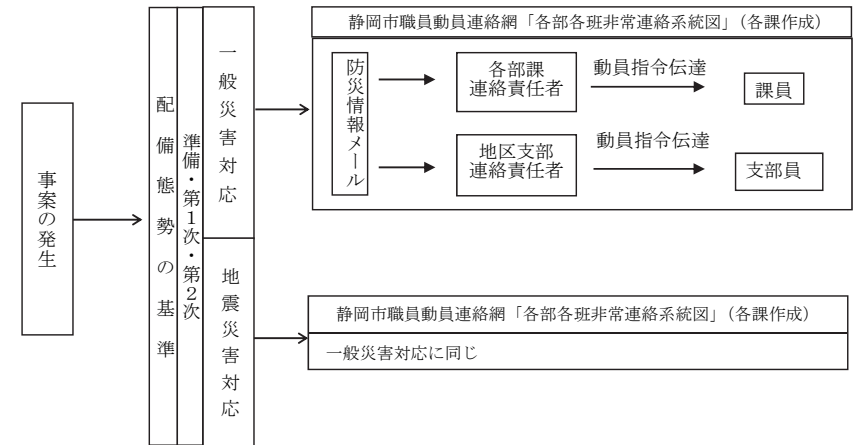 事案の発生
配備態勢の基準
準備・第1次・第2次
一般災害対応
静岡市職員動員連絡網「各部各班非常連絡系統図」(各課作成)
防災情報メール
各部課
連絡責任者
動員指令伝達
課員
地区支部
連絡責任者
動員指令伝達
支部員
地震災害対応
静岡市職員動員連絡網「各部各班非常連絡系統図」(各課作成)
一般災害対応に同じ